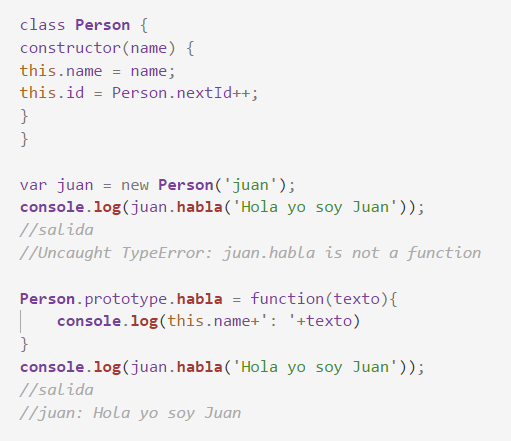 class Person {
constructor(name) {
this.name = name;
this.id = Person.nextId++;
}
}
var juan = new Person('juan');
console.log(juan.habla('Hola yo soy Juan'));
//salida
//Uncaught TypeError: juan.habla is not a function
Person.prototype.habla = function(texto){
    console.log(this.name+': '+texto)
}
console.log(juan.habla('Hola yo soy Juan'));
//salida
//juan: Hola yo soy Juan